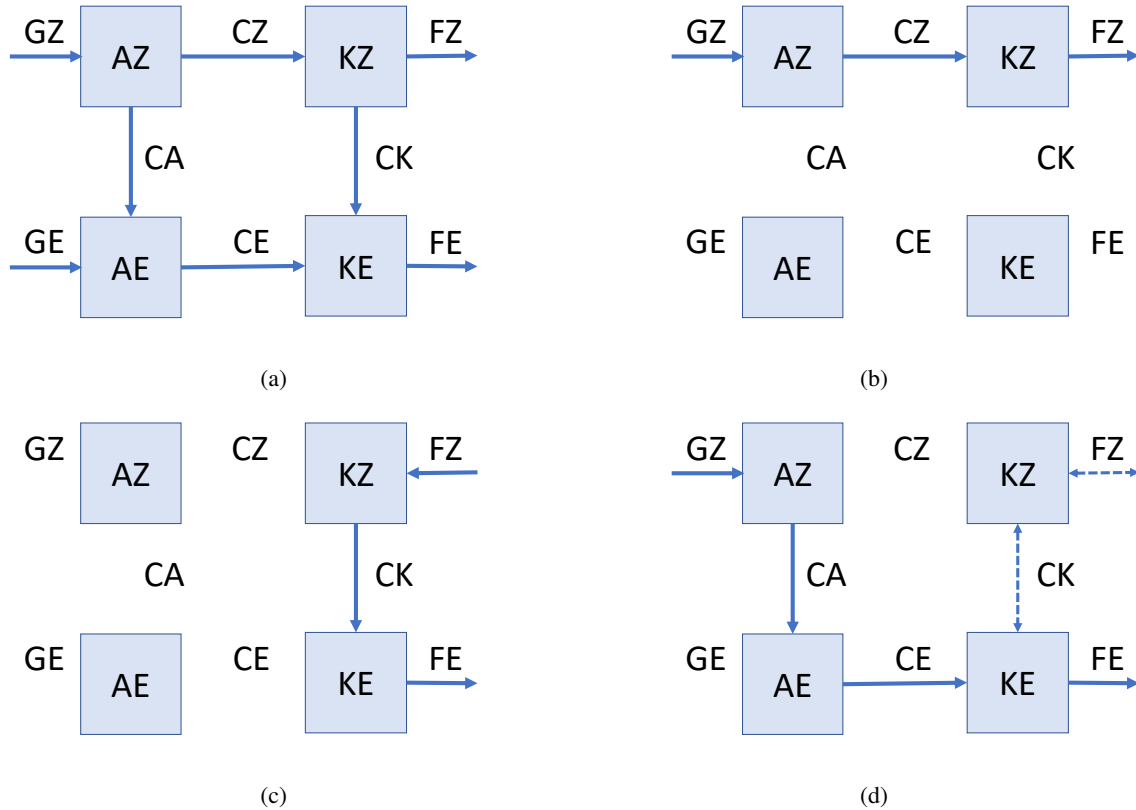 GZ AZ CZ KZ FZ
CA CK
GE AE CE KE FE
(a)
GZ AZ CZ KZ FZ
CA CK
GE AE CE KE FE
(b)
GZ AZ CZ KZ FZ
CA CK
GE AE CE KE FE
(c)
GZ AZ CZ KZ FZ
CA CK
GE AE CE KE FE
(d)